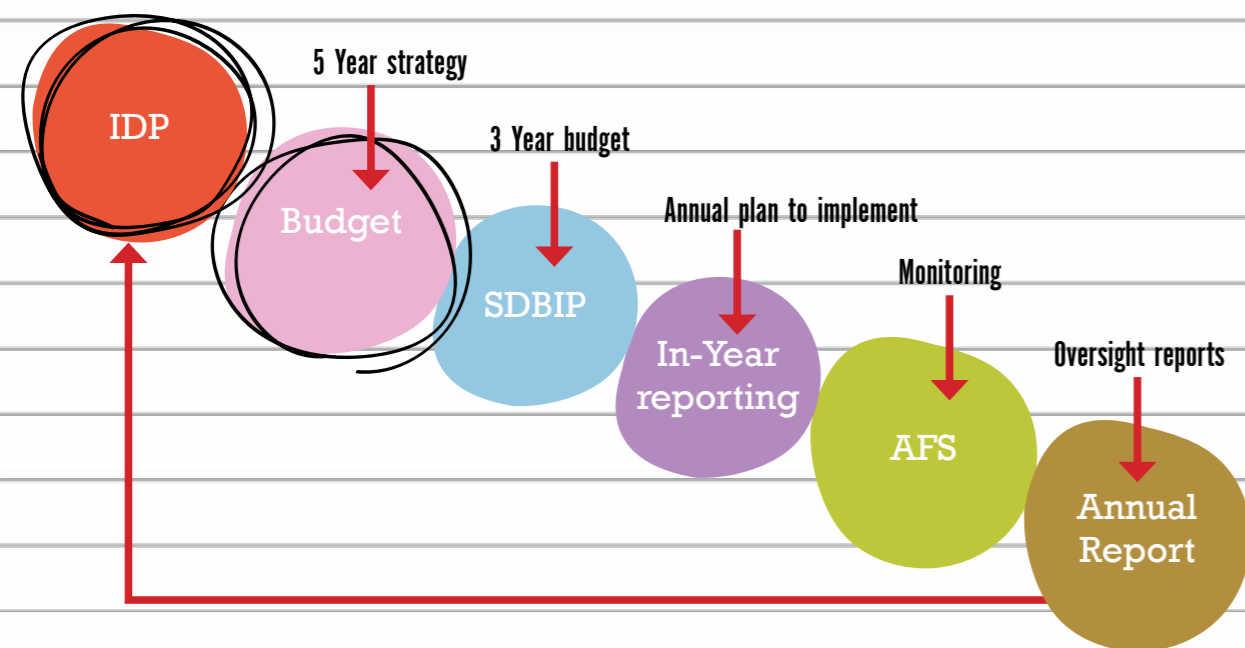 IDP
5 Year strategy
Budget
3 Year budget
SDBIP
Annual plan to implement
In-Year
reporting
Monitoring
AFS
Oversight reports
Annual
Report